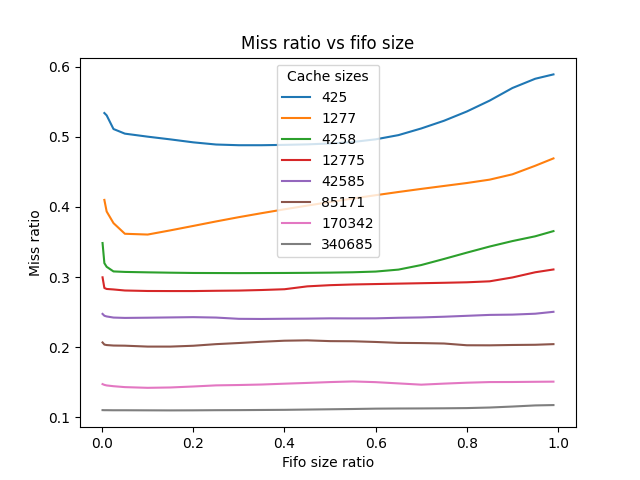 Miss ratio vs fifo size
Cache sizes
425
1277
4258
12775
42585
85171
170342
340685
Miss ratio
0.6
0.5
0.4
0.3
0.2
0.1
0.0 0.2 0.4 0.6 0.8 1.0
Fifo size ratio